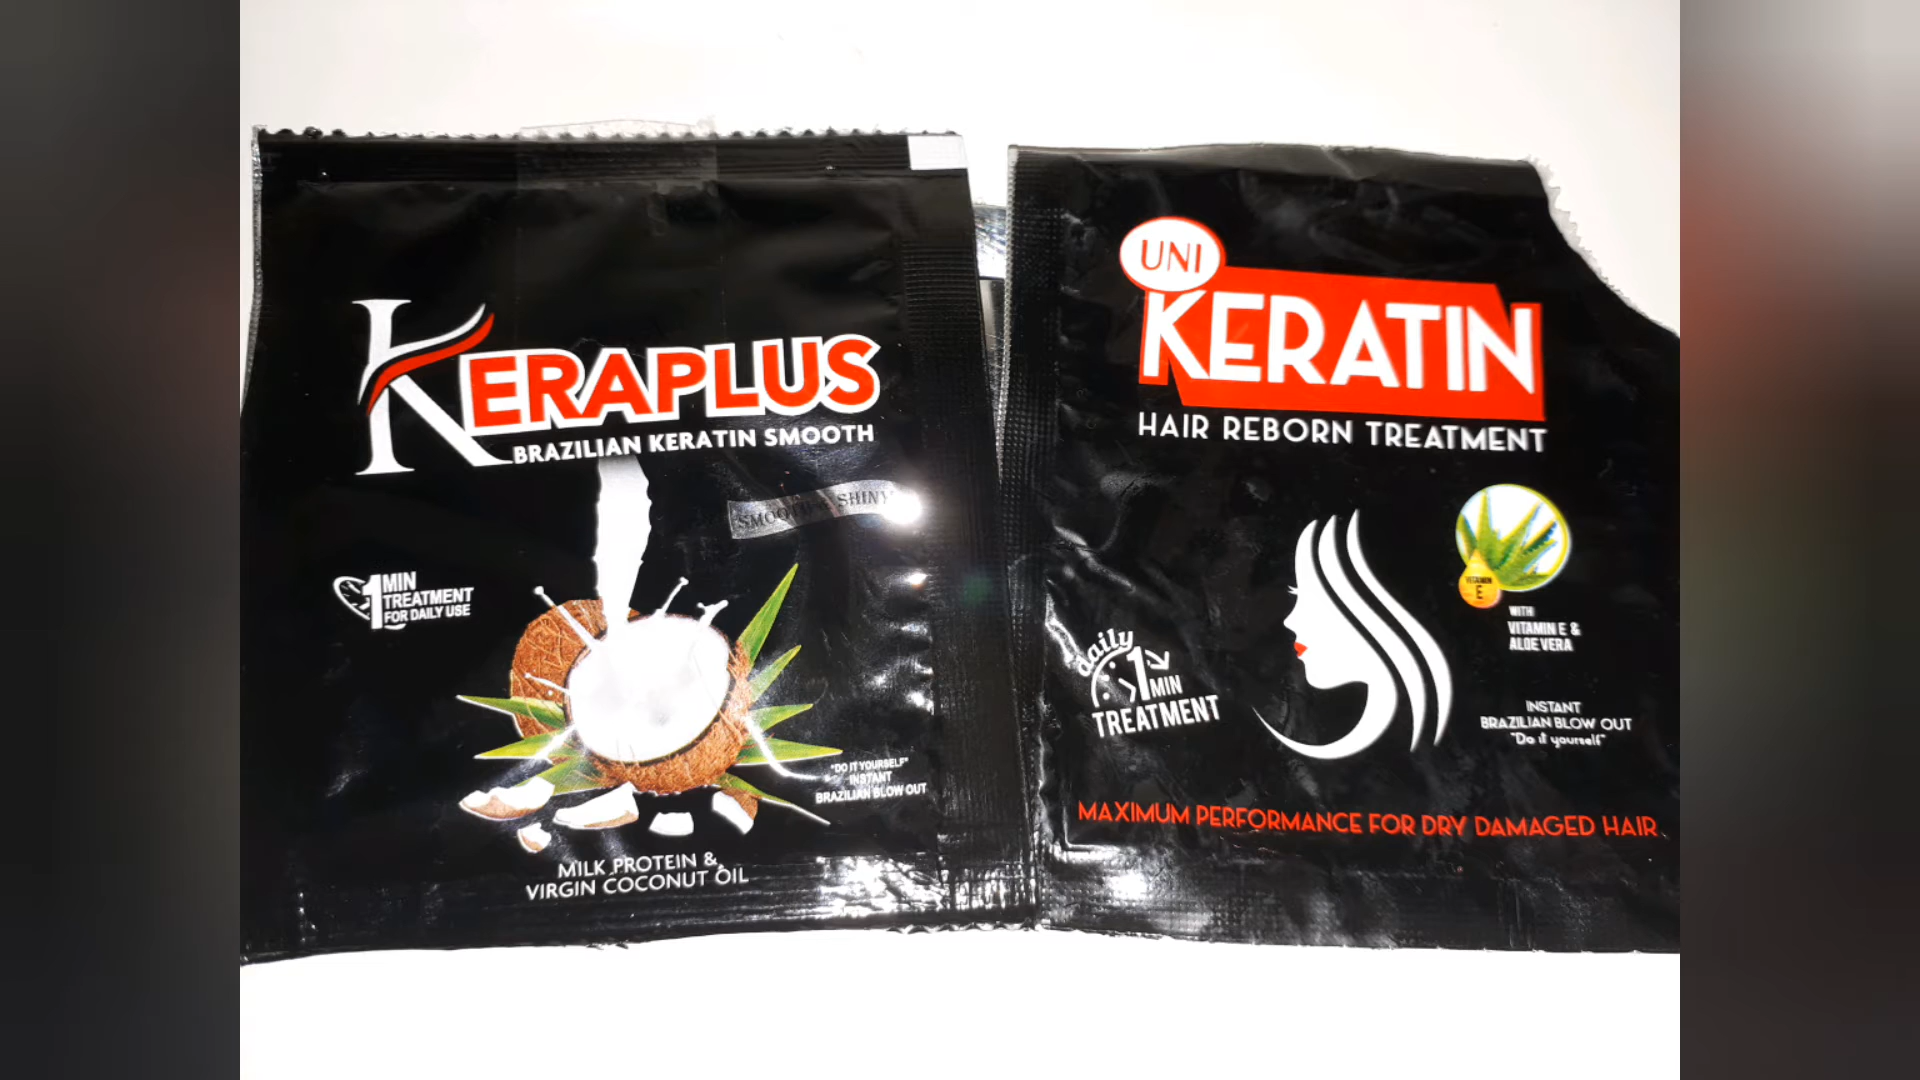 KERAPLUS
BRAZILIAN KERATIN SMOOTH
SHINY
1 MIN
TREATMENT
FOR DAILY USE
"DO IT YOURSELF"
INSTANT
BRAZILIAN BLOW OUT
MILK PROTEIN &
VIRGIN COCONUT OIL
UNI
KERATIN
HAIR REBORN TREATMENT
VITAMIN
E
WITH
VITAMIN E &
ALOE VERA
daily
1 MIN
TREATMENT
INSTANT
BRAZILIAN BLOW OUT
"Do it yourself"
MAXIMUM PERFORMANCE FOR DRY DAMAGED HAIR